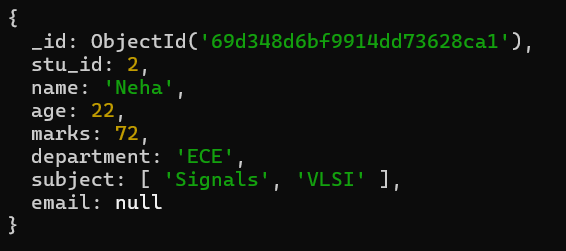 {
  _id: ObjectId('69d348d6bf9914dd73628ca1'),
  stu_id: 2,
  name: 'Neha',
  age: 22,
  marks: 72,
  department: 'ECE',
  subject: [ 'Signals', 'VLSI' ],
  email: null
}